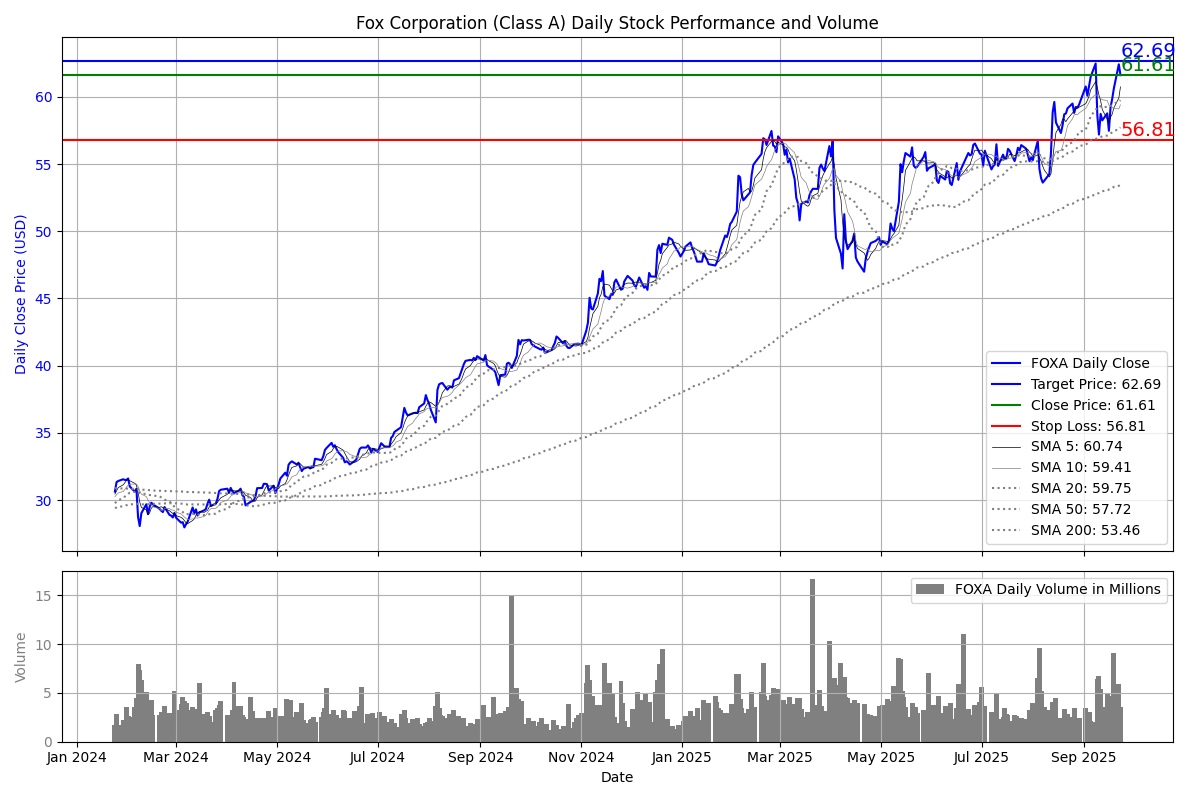 Fox Corporation (Class A) Daily Stock Performance and Volume
62.69
61.61
56.81
Daily Close Price (USD)
60
55
50
45
40
35
30
FOXA Daily Close
Target Price: 62.69
Close Price: 61.61
Stop Loss: 56.81
SMA 5: 60.74
SMA 10: 59.41
SMA 20: 59.75
SMA 50: 57.72
SMA 200: 53.46
Volume
15
10
5
0
FOXA Daily Volume in Millions
Jan 2024 Mar 2024 May 2024 Jul 2024 Sep 2024 Nov 2024 Jan 2025 Mar 2025 May 2025 Jul 2025 Sep 2025
Date